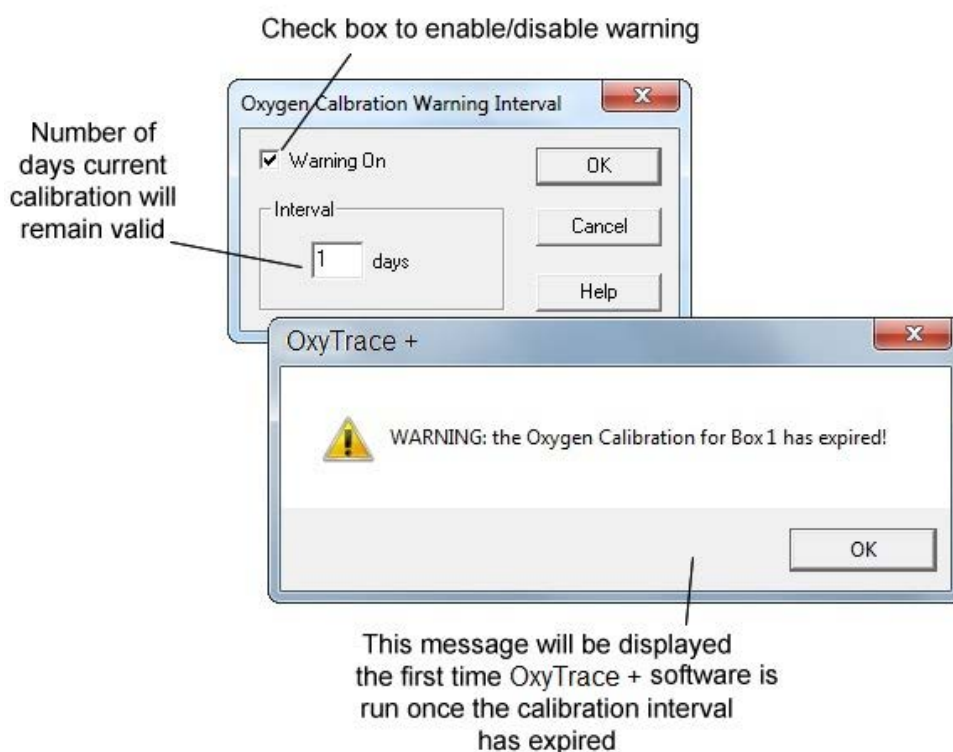 Check box to enable/disable warning
Oxygen Calbration Warning Interval
Number of
days current
calibration will
remain valid
Warning On
OK
Interval
1 days
Cancel
Help
OxyTrace +
WARNING: the Oxygen Calibration for Box 1 has expired!
OK
This message will be displayed
the first time OxyTrace + software is
run once the calibration interval
has expired